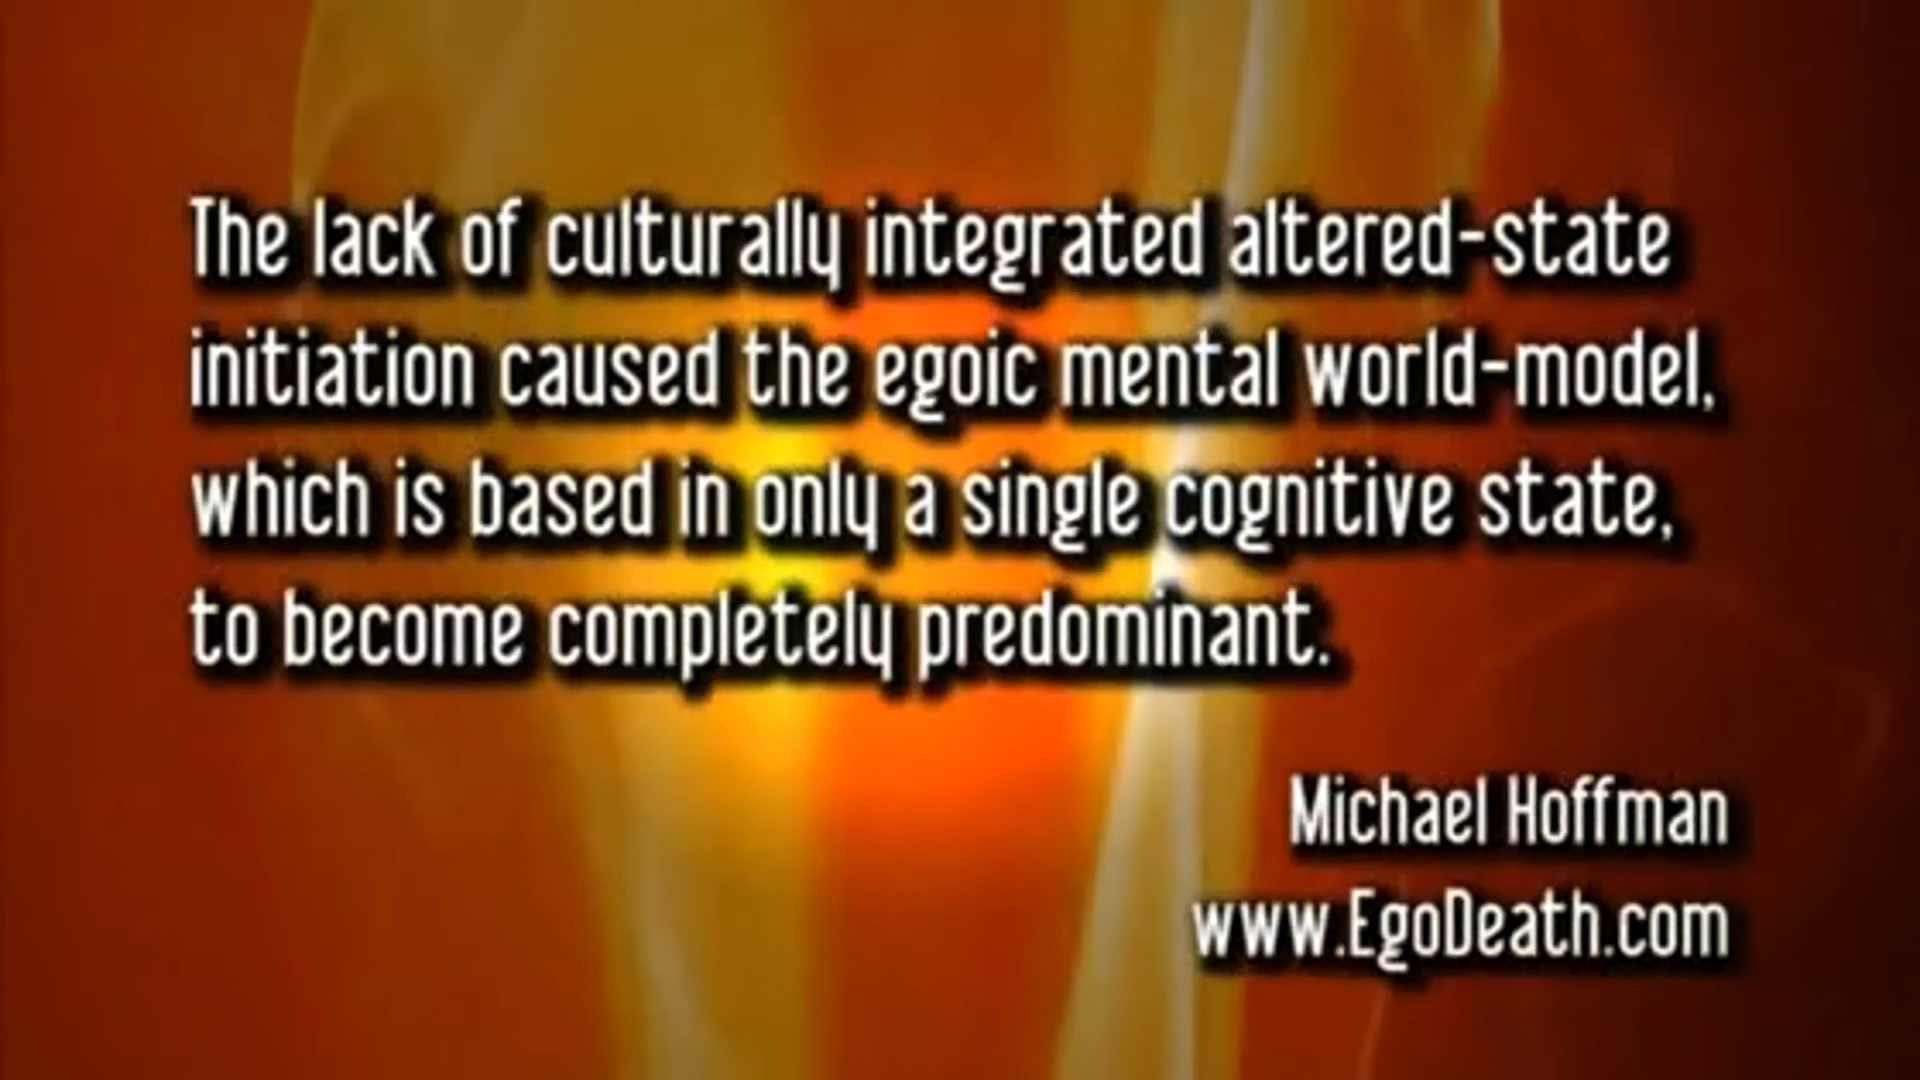 The lack of culturally integrated altered-state
initiation caused the egoic mental world-model,
which is based in only a single cognitive state,
to become completely predominant.
Michael Hoffman
www.EgoDeath.com